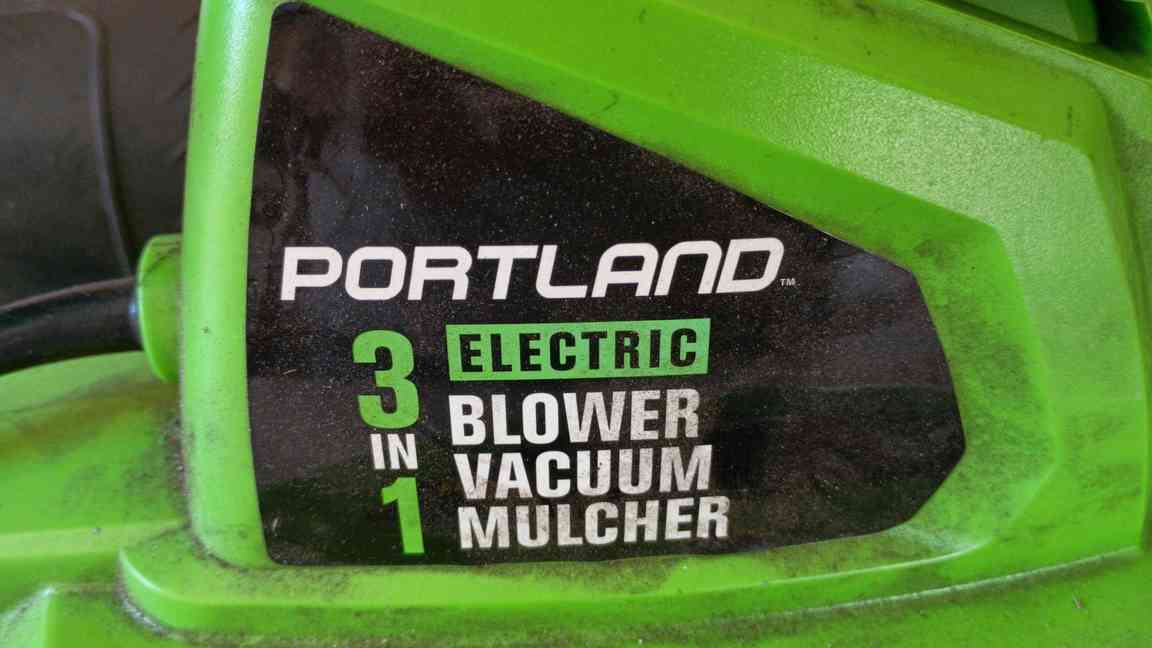 PORTLAND™
3 IN 1
ELECTRIC
BLOWER
VACUUM
MULCHER